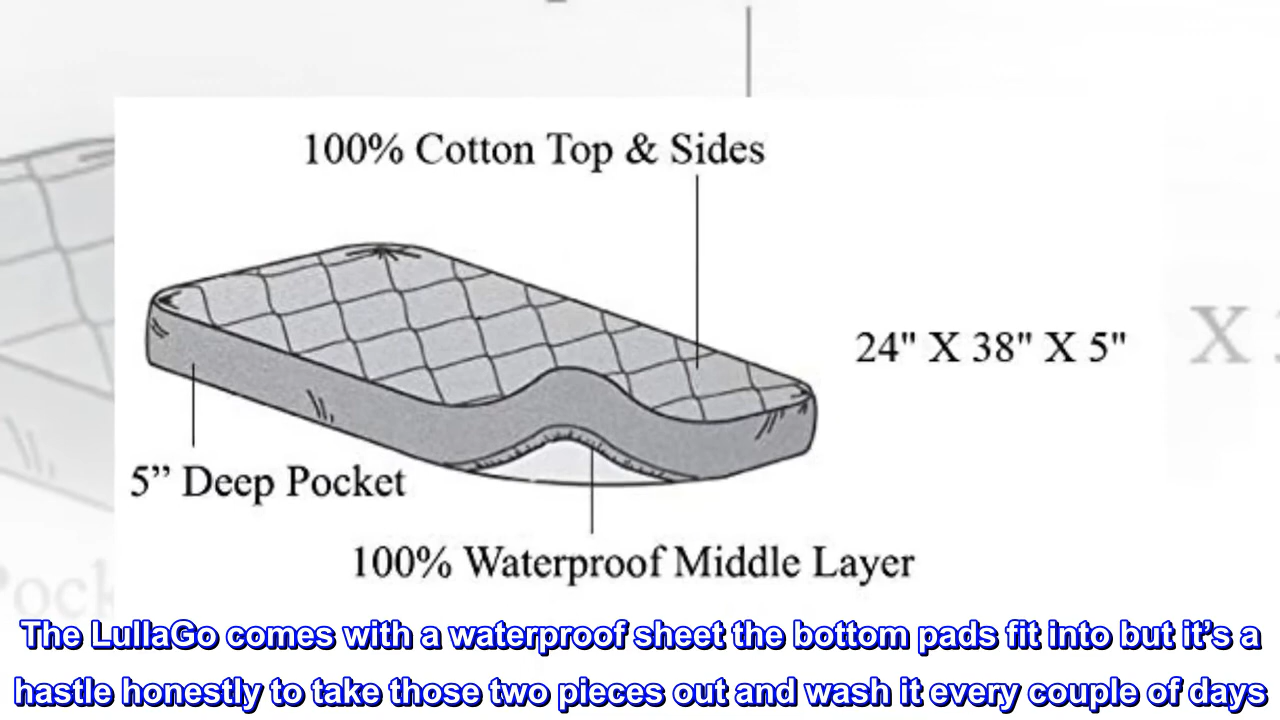 100% Cotton Top & Sides
24" X 38" X 5"
X
5” Deep Pocket
100% Waterproof Middle Layer
The LullaGo comes with a waterproof sheet the bottom pads fit into but it’s a
hastle honestly to take those two pieces out and wash it every couple of days